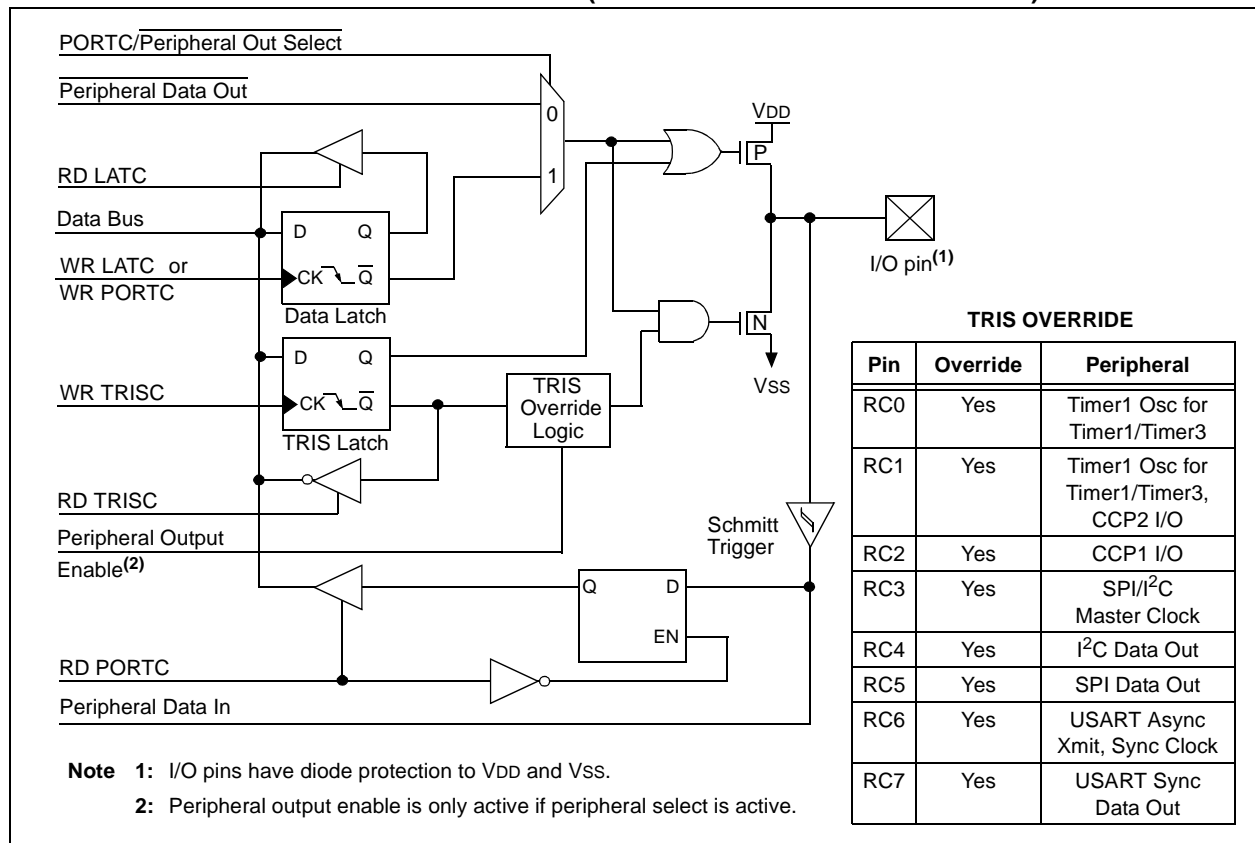 PORTC/Peripheral Out Select
Peripheral Data Out
0
1
VDD
P
RD LATC
Data Bus
D Q
WR LATC or
WR PORTC
CK Q
Data Latch
I/O pin(1)
N
VSS
D Q
WR TRISC
CK Q
TRIS Latch
TRIS
Override
Logic
RD TRISC
Peripheral Output
Enable(2)
Schmitt
Trigger
Q D
EN
RD PORTC
Peripheral Data In
TRIS OVERRIDE
Pin Override Peripheral
RC0 Yes Timer1 Osc for
Timer1/Timer3
RC1 Yes Timer1 Osc for
Timer1/Timer3,
CCP2 I/O
RC2 Yes CCP1 I/O
RC3 Yes SPI/I2C
Master Clock
RC4 Yes I2C Data Out
RC5 Yes SPI Data Out
RC6 Yes USART Async
Xmit, Sync Clock
RC7 Yes USART Sync
Data Out
Note 1: I/O pins have diode protection to VDD and VSS.
2: Peripheral output enable is only active if peripheral select is active.